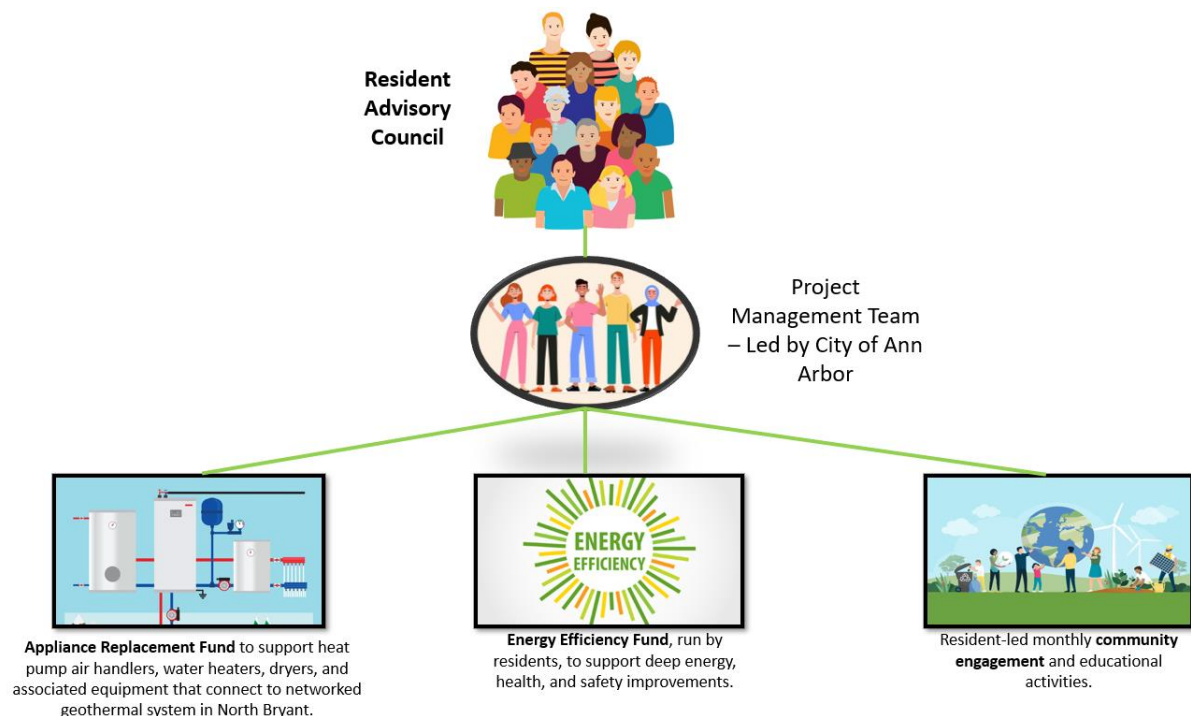 Resident
Advisory
Council
Project
Management Team
– Led by City of Ann
Arbor
ENERGY
EFFICIENCY
Appliance Replacement Fund to support heat
pump air handlers, water heaters, dryers, and
associated equipment that connect to networked
geothermal system in North Bryant.
Energy Efficiency Fund, run by
residents, to support deep energy,
health, and safety improvements.
Resident-led monthly community
engagement and educational
activities.